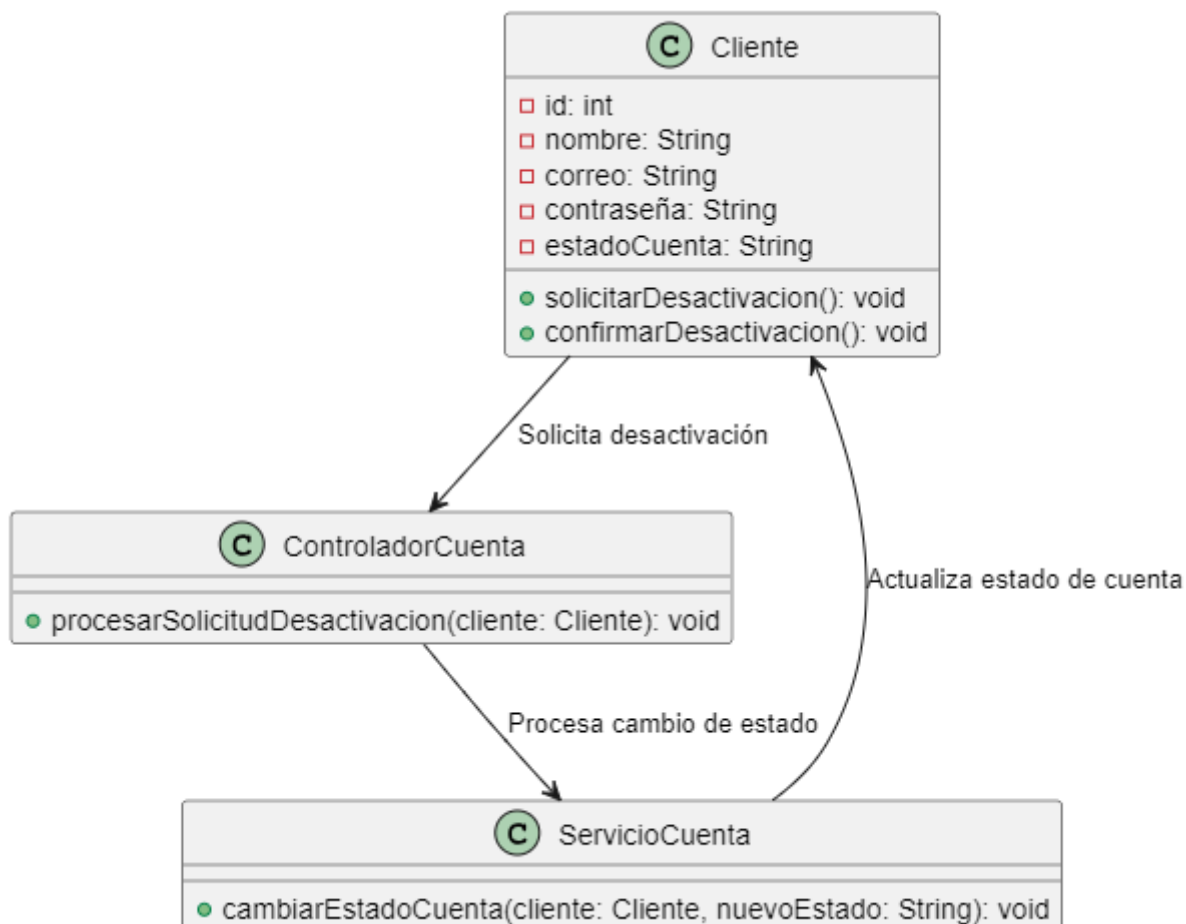 C Cliente
id: int
nombre: String
correo: String
contraseña: String
estadoCuenta: String
solicitarDesactivacion(): void
confirmarDesactivacion(): void
Solicita desactivación
C ControladorCuenta
procesarSolicitudDesactivacion(cliente: Cliente): void
Actualiza estado de cuenta
Procesa cambio de estado
C ServicioCuenta
cambiarEstadoCuenta(cliente: Cliente, nuevoEstado: String): void